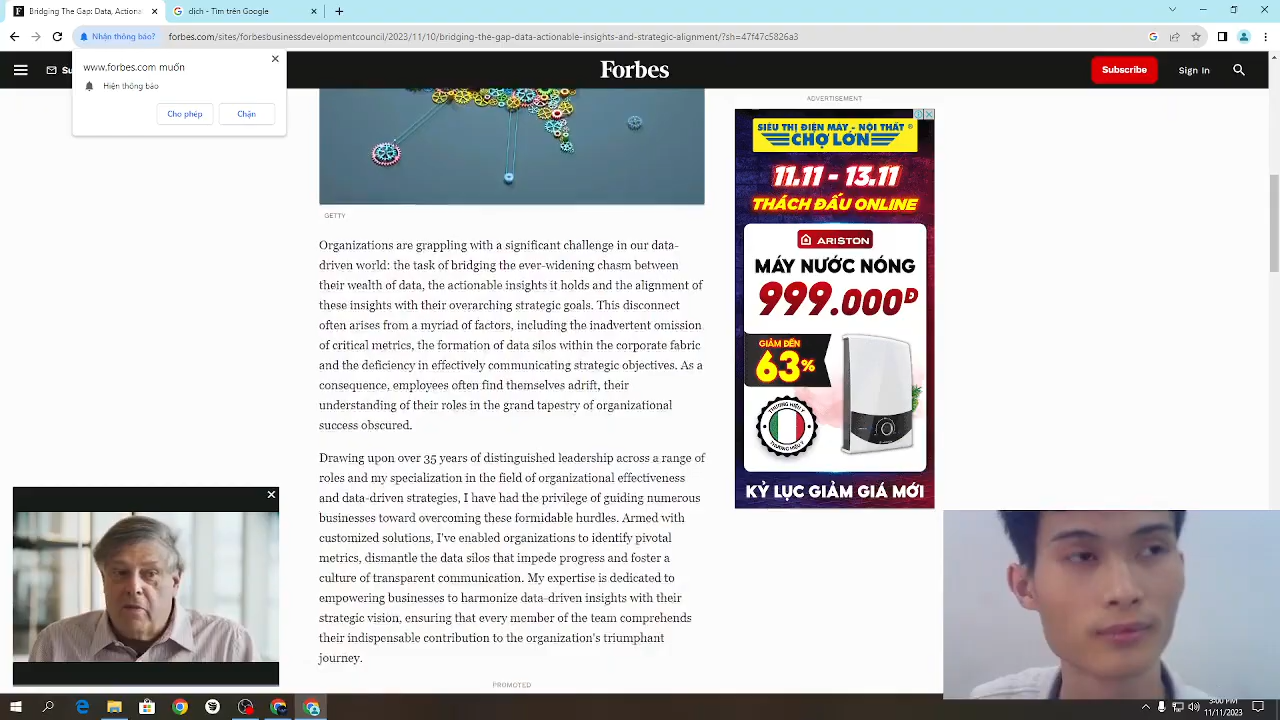 Bridging The Gap: Data, Actiona
dich - Tìm trên Google
Nhận thông báo?
forbes.com/sites/forbesbusinessdevelopmentcouncil/2023/11/10/bridging-the-gap-data-actionable-insights-and-strategic-alignment/?sh=47f47c5826a3
www.forbes.com muốn
Hiện thông báo
Cho phép
Chặn
Forbes
Subscribe
Sign In
ADVERTISEMENT
GETTY
Organizations are grappling with a significant challenge in our data-
driven world: the task of bridging the ever-widening chasm between
their wealth of data, the actionable insights it holds and the alignment of
these insights with their overarching strategic goals. This disconnect
often arises from a myriad of factors, including the inadvertent omission
of critical metrics, the formation of data silos within the corporate fabric
and the deficiency in effectively communicating strategic objectives. As a
consequence, employees often find themselves adrift, their
understanding of their roles in the grand tapestry of organizational
success obscured.
Drawing upon over 35 years of distinguished leadership across a range of
roles and my specialization in the field of organizational effectiveness
and data-driven strategies, I have had the privilege of guiding numerous
businesses toward overcoming these formidable hurdles. Armed with
customized solutions, I've enabled organizations to identify pivotal
metrics, dismantle the data silos that impede progress and foster a
culture of transparent communication. My expertise is dedicated to
empowering businesses to harmonize data-driven insights with their
strategic vision, ensuring that every member of the team comprehends
their indispensable contribution to the organization's triumphant
journey.
PROMOTED
SIÊU THỊ ĐIỆN MÁY - NỘI THẤT
CHỢ LỚN
11.11 - 13.11
THÁCH ĐẤU ONLINE
ARISTON
MÁY NƯỚC NÓNG
999.000Đ
GIẢM ĐẾN
63%
THƯƠNG HIỆU Ý
THƯƠNG HIỆU Ý
KỶ LỤC GIẢM GIÁ MỚI
11/11/2023